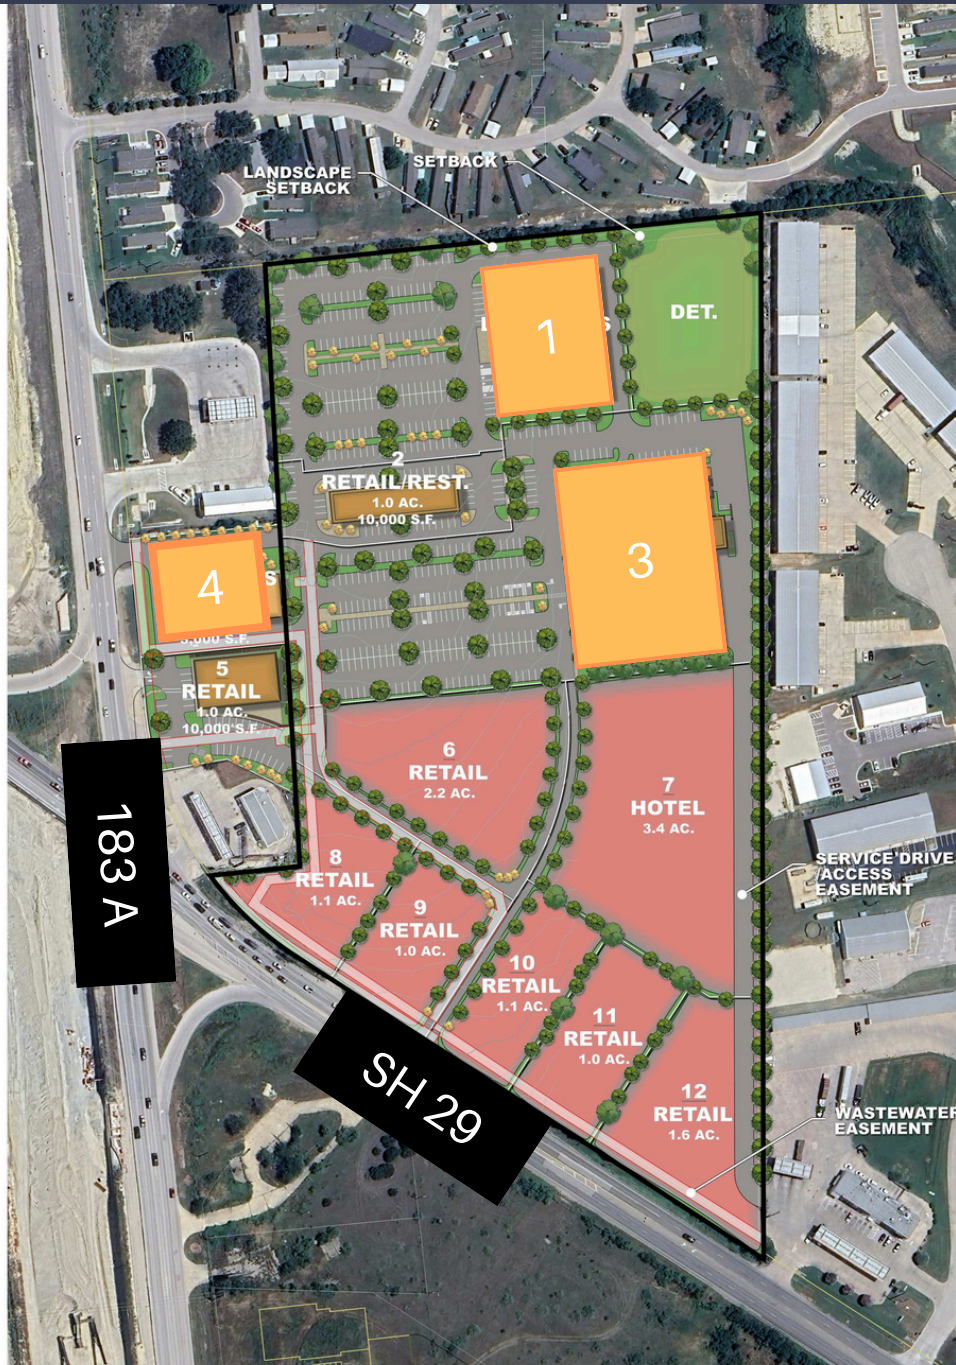 LANDSCAPE
SETBACK
SETBACK
1
S
DET.
2
RETAIL/REST.
1.0 AC.
10,000 S.F.
3
4
S
5
RETAIL
1.0 AC.
10,000 S.F.
6
RETAIL
2.2 AC.
7
HOTEL
3.4 AC.
8
RETAIL
1.1 AC.
9
RETAIL
1.0 AC.
10
RETAIL
1.1 AC.
11
RETAIL
1.0 AC.
12
RETAIL
1.6 AC.
SERVICE DRIVE
/ACCESS
EASEMENT
WASTEWATER
EASEMENT
183 A
SH 29